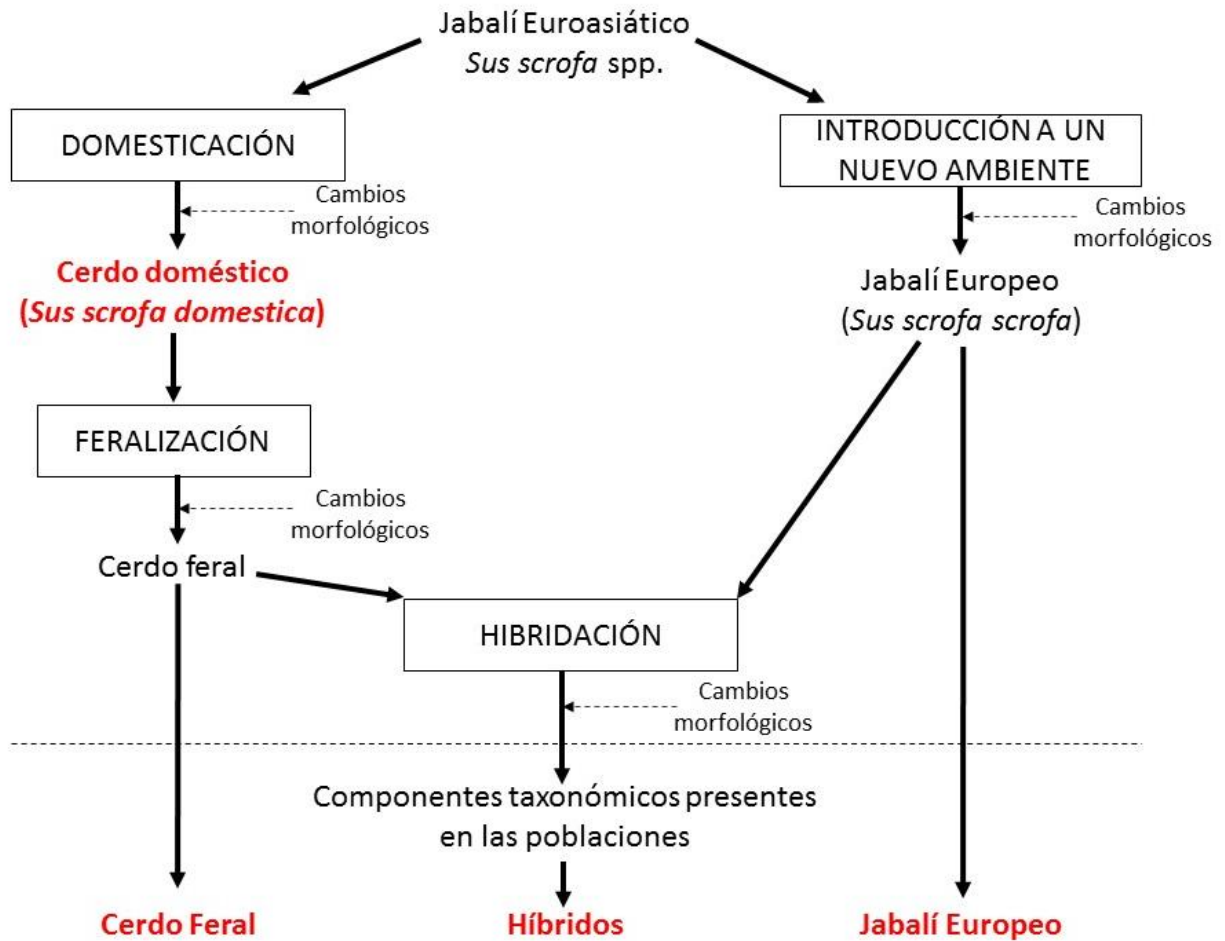 Jabalí Euroasiático
Sus scrofa spp.
DOMESTICACIÓN
INTRODUCCIÓN A UN
NUEVO AMBIENTE
Cambios
morfológicos
Cambios
morfológicos
Cerdo doméstico
(Sus scrofa domestica)
Jabalí Europeo
(Sus scrofa scrofa)
FERALIZACIÓN
Cambios
morfológicos
Cerdo feral
HIBRIDACIÓN
Cambios
morfológicos
Componentes taxonómicos presentes
en las poblaciones
Cerdo Feral
Híbridos
Jabalí Europeo